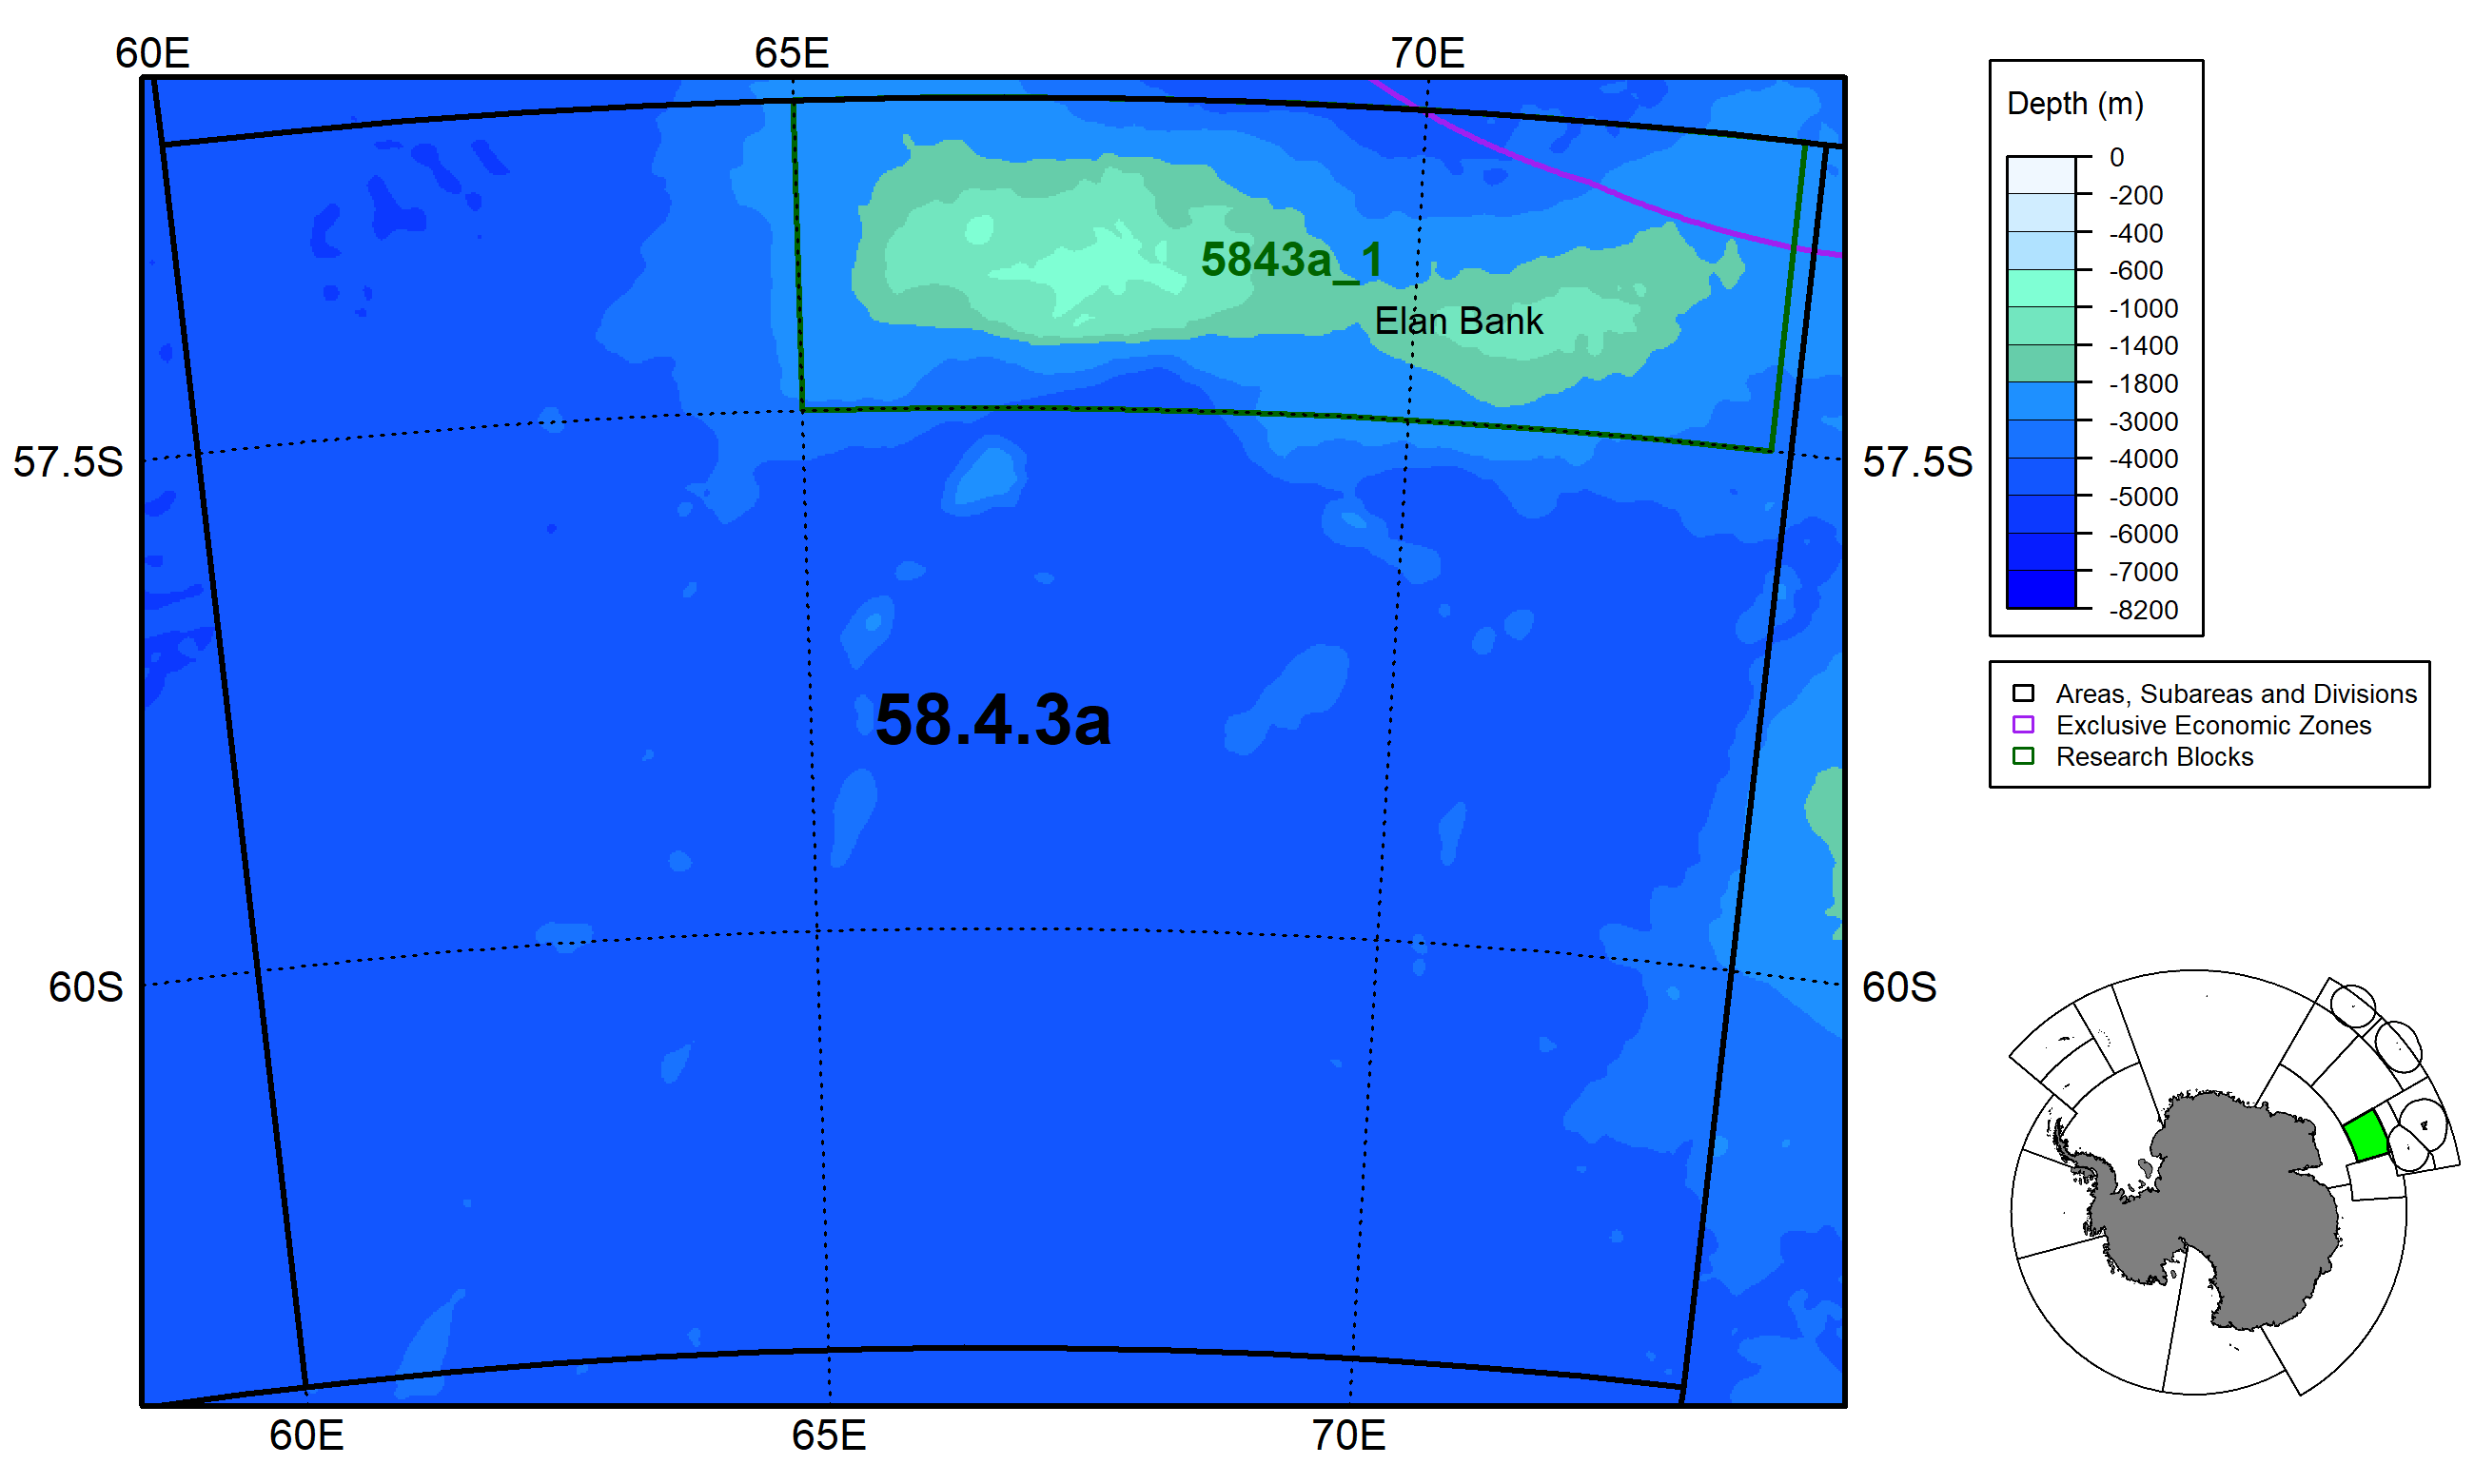 60E 65E 70E
5843a_1
Elan Bank
57.5S 57.5S
58.4.3a
60S 60S
60E 65E 70E
Depth (m)
0
-200
-400
-600
-1000
-1400
-1800
-3000
-4000
-5000
-6000
-7000
-8200
Areas, Subareas and Divisions
Exclusive Economic Zones
Research Blocks